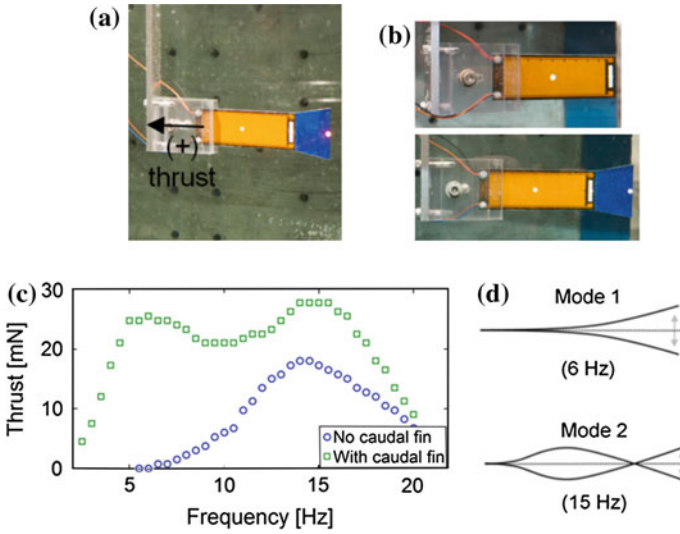 (a)
(+)
thrust
(b)
(c)
30
20
10
0
Thrust [mN]
5
10
15
20
Frequency [Hz]
No caudal fin
With caudal fin
(d)
Mode 1
(6 Hz)
Mode 2
(15 Hz)